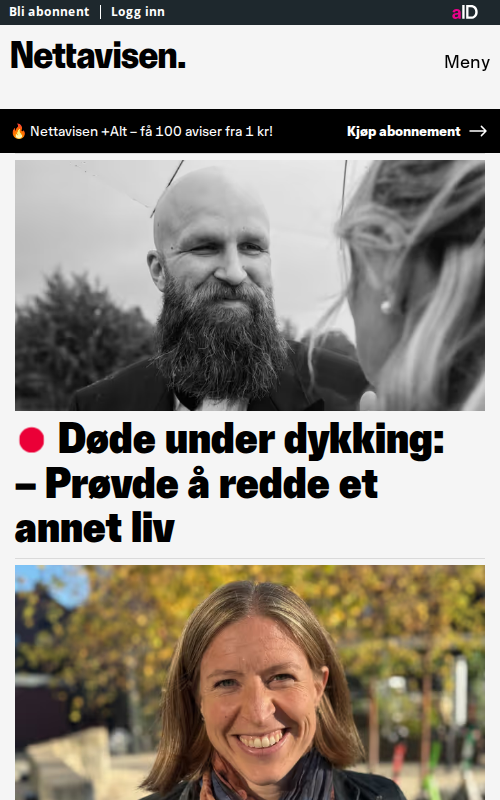 Bli abonnent | Logg inn
aID
Nettavisen.
Meny
🔥 Nettavisen +Alt – få 100 aviser fra 1 kr!
Kjøp abonnement →
Døde under dykking:
– Prøvde å redde et
annet liv